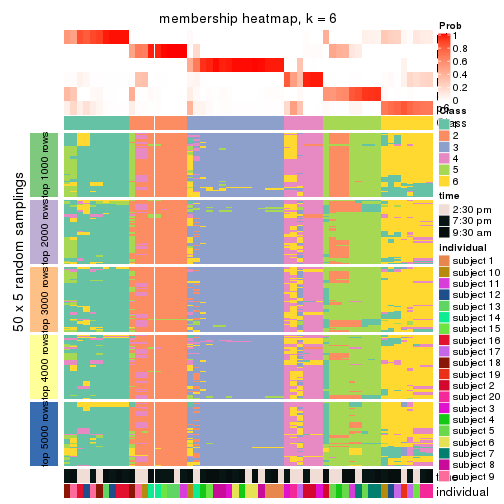 membership heatmap, k = 6
50 x 5 random samplings
top 1000 rows
top 2000 rows
top 3000 rows
top 4000 rows
top 5000 rows
Prob
1
0.8
0.6
0.4
0.2
0
Class
1
2
3
4
5
6
time
2:30 pm
7:30 pm
9:30 am
individual
subject 1
subject 10
subject 11
subject 12
subject 13
subject 14
subject 15
subject 16
subject 17
subject 18
subject 19
subject 2
subject 20
subject 3
subject 4
subject 5
subject 6
subject 7
subject 8
subject 9
individual